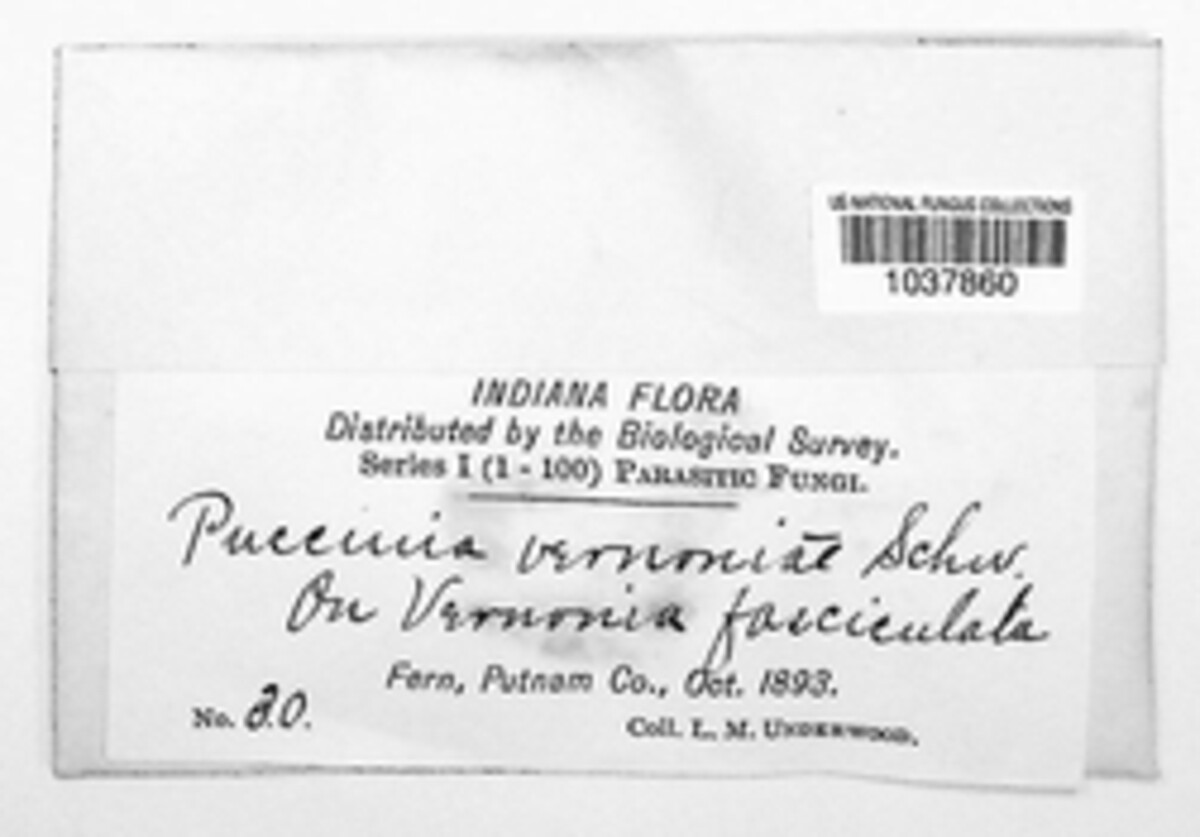 US NATIONAL FUNGUS COLLECTIONS
1037860
INDIANA FLORA
Distributed by the Biological Survey.
Series I (1 - 100) PARASITIC FUNGI.
Puccinia vernoniae Schw.
On Vernonia fasciculata
Fern, Putnam Co., Oct. 1893.
No. 30.
Coll. L. M. UNDERWOOD.